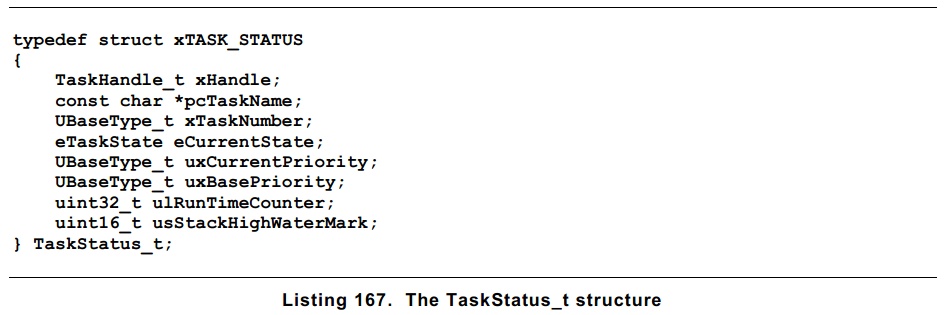 typedef struct xTASK_STATUS
{
    TaskHandle_t xHandle;
    const char *pcTaskName;
    UBaseType_t xTaskNumber;
    eTaskState eCurrentState;
    UBaseType_t uxCurrentPriority;
    UBaseType_t uxBasePriority;
    uint32_t ulRunTimeCounter;
    uint16_t usStackHighWaterMark;
} TaskStatus_t;
Listing 167. The TaskStatus_t structure